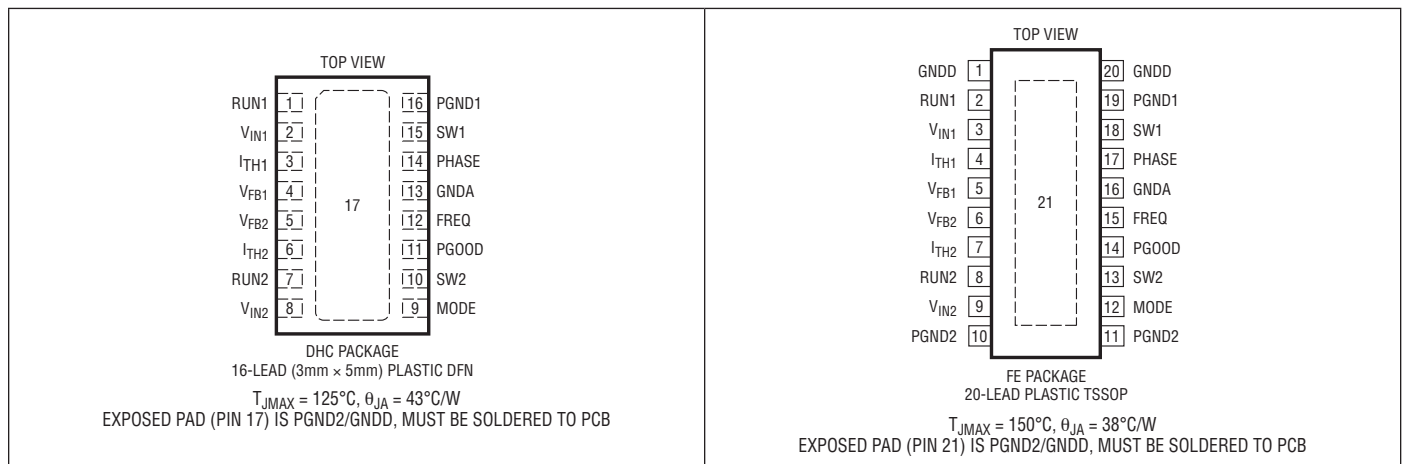 TOP VIEW
RUN1 1 16 PGND1
VIN1 2 15 SW1
ITH1 3 14 PHASE
VFB1 4 13 GNDA
17
VFB2 5 12 FREQ
ITH2 6 11 PGOOD
RUN2 7 10 SW2
VIN2 8 9 MODE
DHC PACKAGE
16-LEAD (3mm × 5mm) PLASTIC DFN
TJMAX = 125°C, θJA = 43°C/W
EXPOSED PAD (PIN 17) IS PGND2/GNDD, MUST BE SOLDERED TO PCB
TOP VIEW
GNDD 1 20 GNDD
RUN1 2 19 PGND1
VIN1 3 18 SW1
ITH1 4 17 PHASE
VFB1 5 16 GNDA
21
VFB2 6 15 FREQ
ITH2 7 14 PGOOD
RUN2 8 13 SW2
VIN2 9 12 MODE
PGND2 10 11 PGND2
FE PACKAGE
20-LEAD PLASTIC TSSOP
TJMAX = 150°C, θJA = 38°C/W
EXPOSED PAD (PIN 21) IS PGND2/GNDD, MUST BE SOLDERED TO PCB